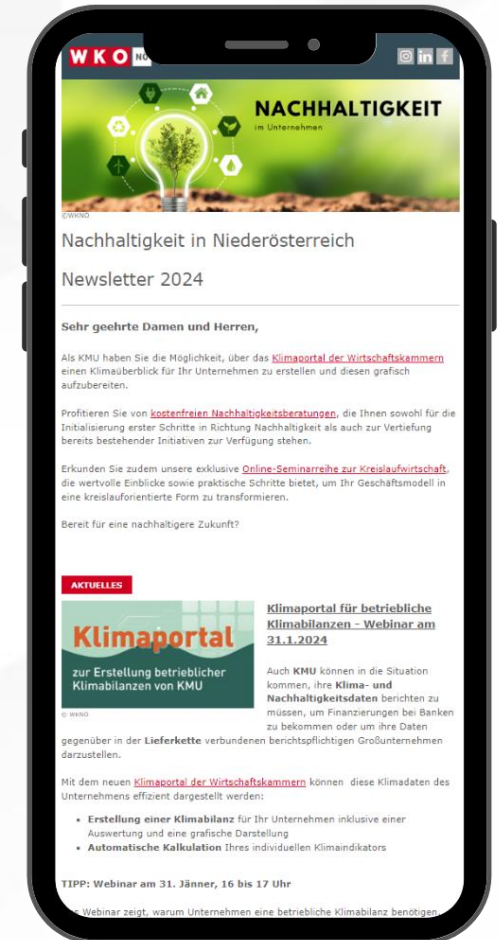 WKO NÖ
in f
NACHHALTIGKEIT
im Unternehmen
©WKNÖ
Nachhaltigkeit in Niederösterreich
Newsletter 2024
Sehr geehrte Damen und Herren,
Als KMU haben Sie die Möglichkeit, über das Klimaportal der Wirtschaftskammern
einen Klimaüberblick für Ihr Unternehmen zu erstellen und diesen grafisch
aufzubereiten.
Profitieren Sie von kostenfreien Nachhaltigkeitsberatungen, die Ihnen sowohl für die
Initialisierung erster Schritte in Richtung Nachhaltigkeit als auch zur Vertiefung
bereits bestehender Initiativen zur Verfügung stehen.
Erkunden Sie zudem unsere exklusive Online-Seminarreihe zur Kreislaufwirtschaft,
die wertvolle Einblicke sowie praktische Schritte bietet, um Ihr Geschäftsmodell in
eine kreislauforientierte Form zu transformieren.
Bereit für eine nachhaltigere Zukunft?
AKTUELLES
Klimaportal
zur Erstellung betrieblicher
Klimabilanzen von KMU
© WKNÖ
Klimaportal für betriebliche
Klimabilanzen - Webinar am
31.1.2024
Auch KMU können in die Situation
kommen, ihre Klima- und
Nachhaltigkeitsdaten berichten zu
müssen, um Finanzierungen bei Banken
zu bekommen oder um ihre Daten
gegenüber in der Lieferkette verbundenen berichtspflichtigen Großunternehmen
darzustellen.
Mit dem neuen Klimaportal der Wirtschaftskammern können diese Klimadaten des
Unternehmens effizient dargestellt werden:
• Erstellung einer Klimabilanz für Ihr Unternehmen inklusive einer
Auswertung und eine grafische Darstellung
• Automatische Kalkulation Ihres individuellen Klimaindikators
TIPP: Webinar am 31. Jänner, 16 bis 17 Uhr
Webinar zeigt, warum Unternehmen eine betriebliche Klimabilanz benötigen,